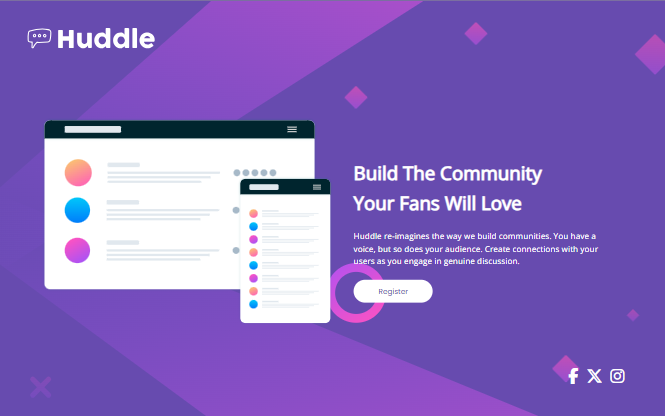 Huddle
Build The Community
Your Fans Will Love
Huddle re-imagines the way we build communities. You have a
voice, but so does your audience. Create connections with your
users as you engage in genuine discussion.
Register